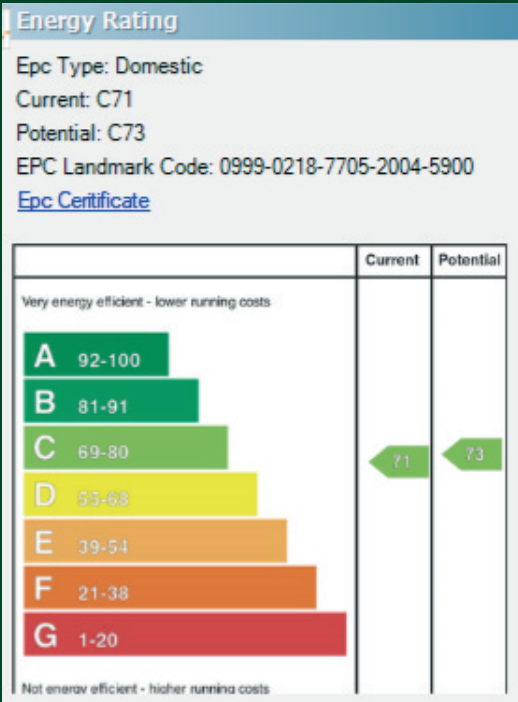 Energy Rating
Epc Type: Domestic
Current: C71
Potential: C73
EPC Landmark Code: 0999-0218-7705-2004-5900
Epc Ceritificate
Current Potential
Very energy efficient - lower running costs
A 92-100
B 81-91
C 69-80
71 73
D 55-68
E 39-54
F 21-38
G 1-20
Not energy efficient - higher running costs